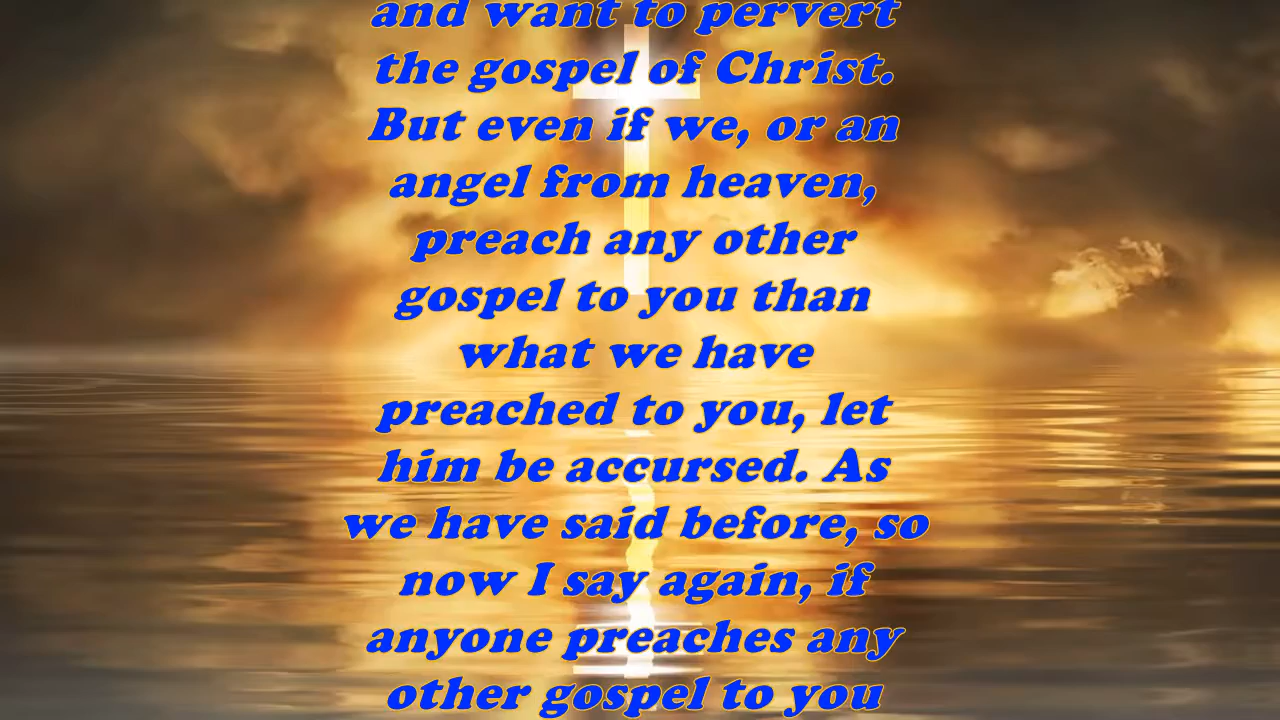 and want to pervert
the gospel of Christ.
But even if we, or an
angel from heaven,
preach any other
gospel to you than
what we have
preached to you, let
him be accursed. As
we have said before, so
now I say again, if
anyone preaches any
other gospel to you